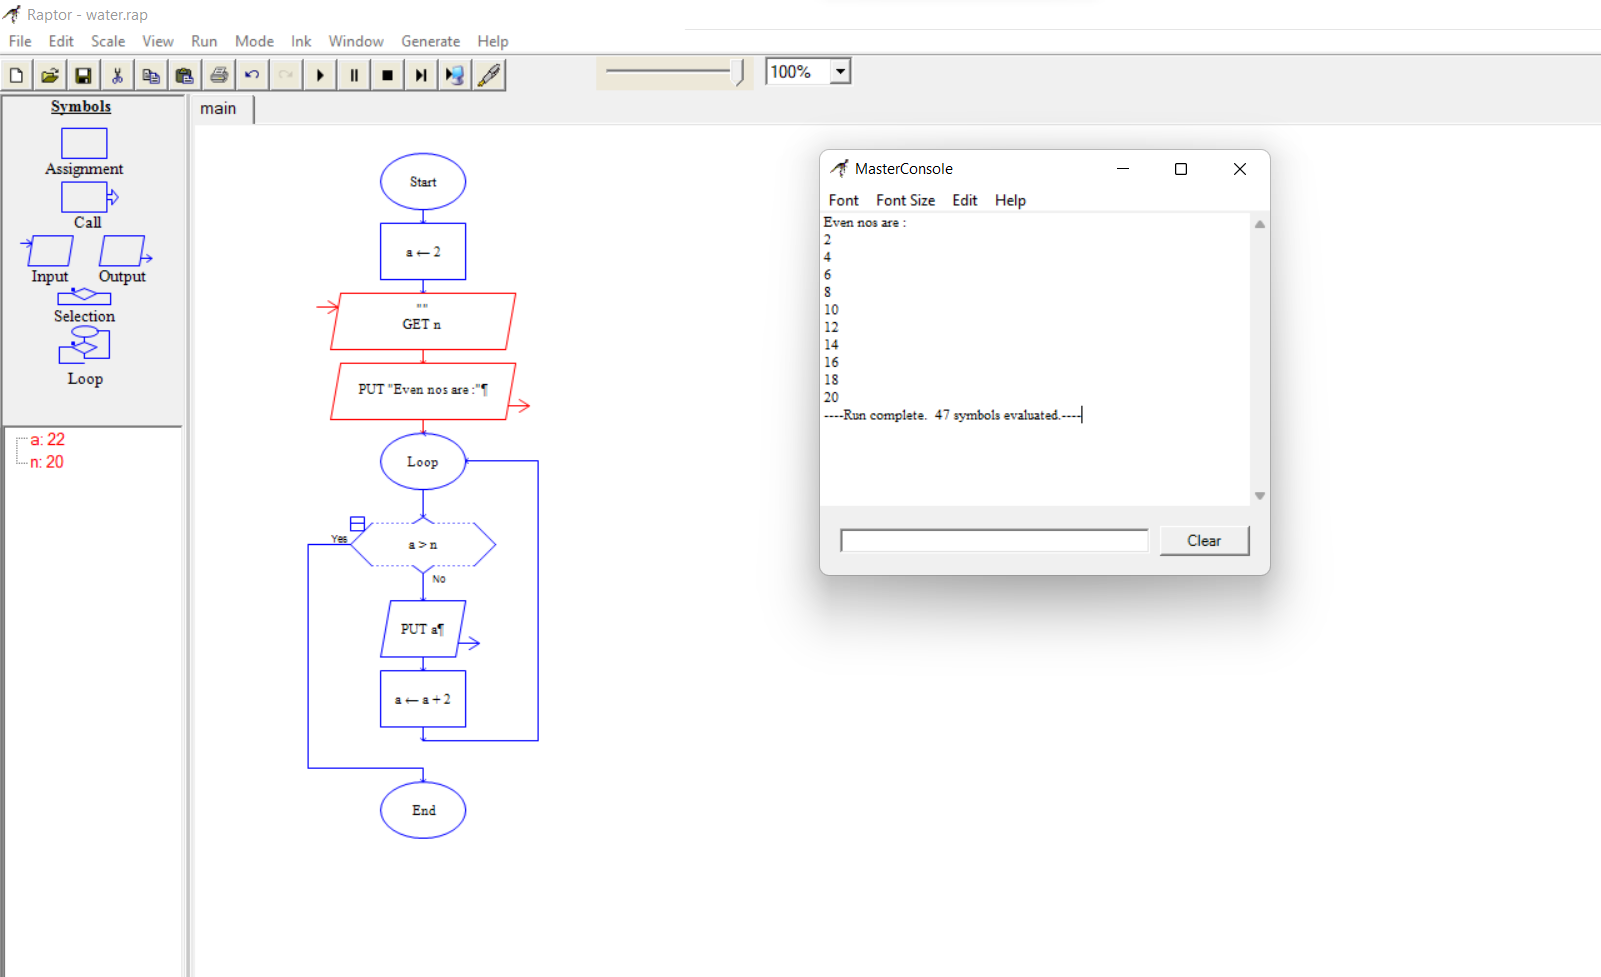 Raptor - water.rap
File Edit Scale View Run Mode Ink Window Generate Help
100%
Symbols
Assignment
Call
Input Output
Selection
Loop
a: 22
n: 20
main
Start
a ← 2
""
GET n
PUT "Even nos are :"¶
Loop
Yes
a > n
No
PUT a¶
a ← a + 2
End
MasterConsole
Font Font Size Edit Help
Even nos are :
2
4
6
8
10
12
14
16
18
20
----Run complete.  47 symbols evaluated.----
Clear